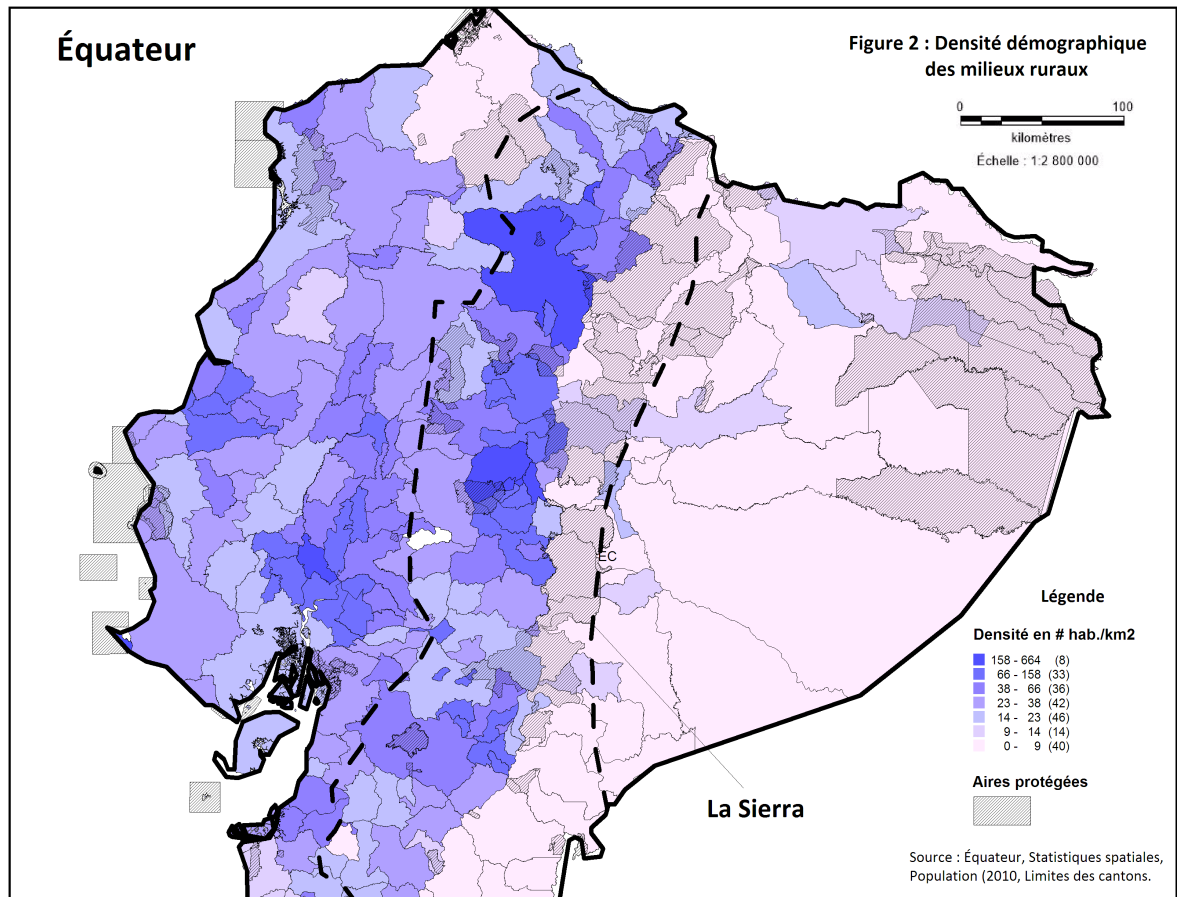 Équateur
Figure 2 : Densité démographique
des milieux ruraux
0 100
kilomètres
Échelle : 1:2 800 000
EC
La Sierra
Légende
Densité en # hab./km2
158 - 664 (8)
66 - 158 (33)
38 - 66 (36)
23 - 38 (42)
14 - 23 (46)
9 - 14 (14)
0 - 9 (40)
Aires protégées
Source : Équateur, Statistiques spatiales,
Population (2010, Limites des cantons.